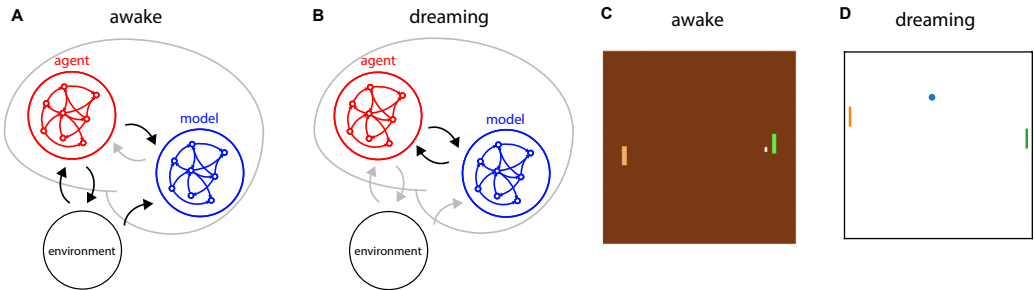 A
awake
agent
model
environment
B
dreaming
agent
model
environment
C
awake
D
dreaming